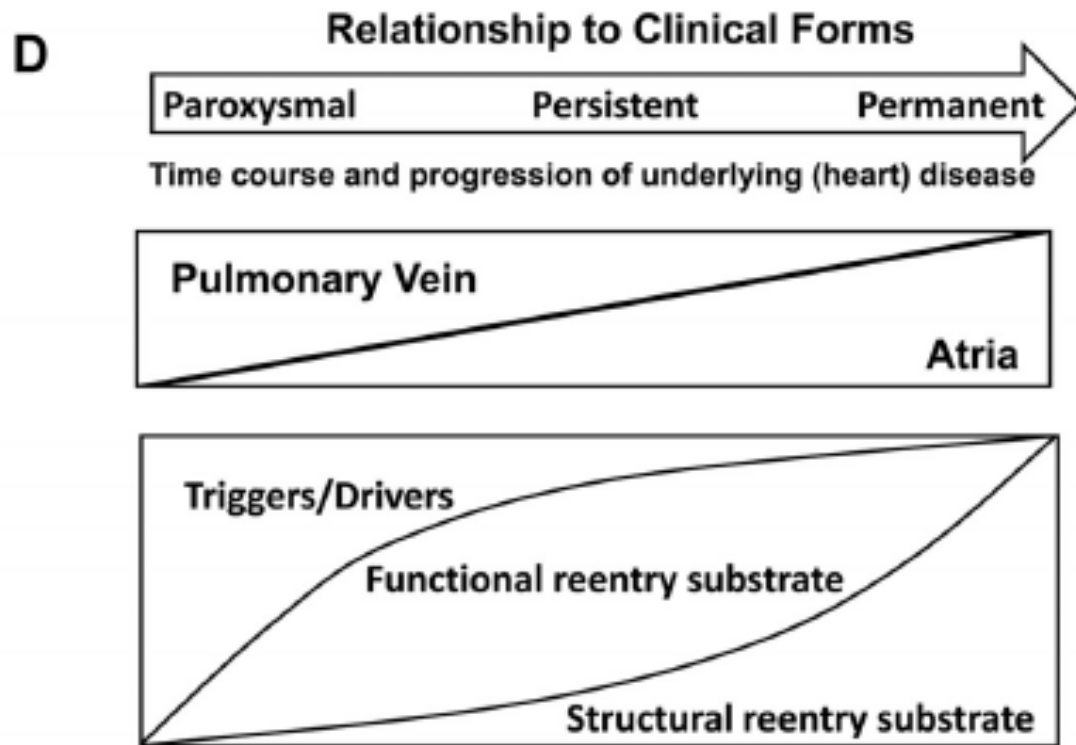 D
Relationship to Clinical Forms
Paroxysmal Persistent Permanent
Time course and progression of underlying (heart) disease
Pulmonary Vein
Atria
Triggers/Drivers
Functional reentry substrate
Structural reentry substrate